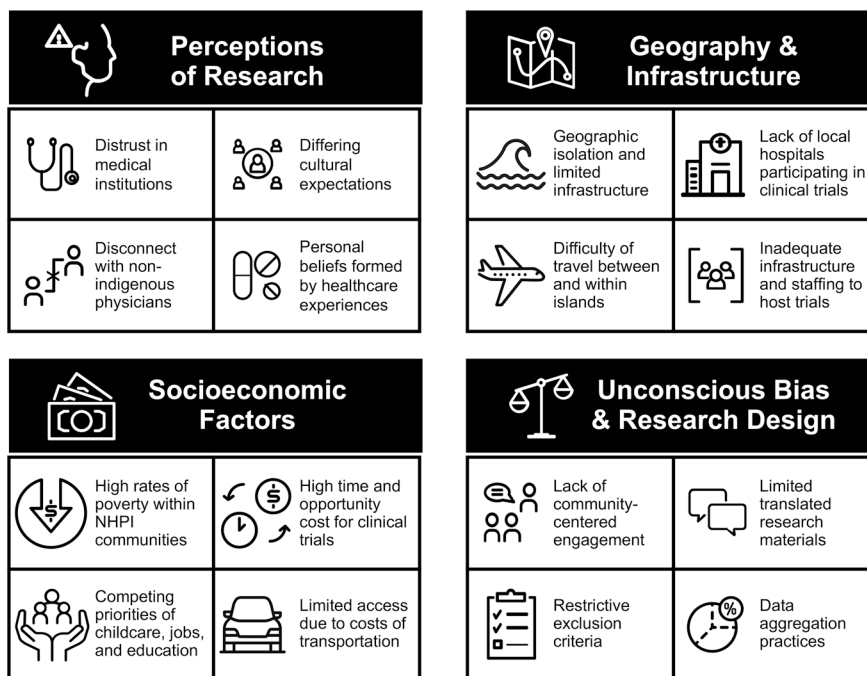 Perceptions
of Research
Distrust in
medical
institutions
Differing
cultural
expectations
Disconnect
with non-
indigenous
physicians
Personal
beliefs formed
by healthcare
experiences
Geography &
Infrastructure
Geographic
isolation and
limited
infrastructure
Lack of local
hospitals
participating in
clinical trials
Difficulty of
travel between
and within
islands
Inadequate
infrastructure
and staffing to
host trials
Socioeconomic
Factors
$
High rates of
poverty within
NHPI
communities
$
High time and
opportunity
cost for clinical
trials
Competing
priorities of
childcare, jobs,
and education
Limited access
due to costs of
transportation
Unconscious Bias
& Research Design
Lack of
community-
centered
engagement
Limited
translated
research
materials
Restrictive
exclusion
criteria
%
Data
aggregation
practices